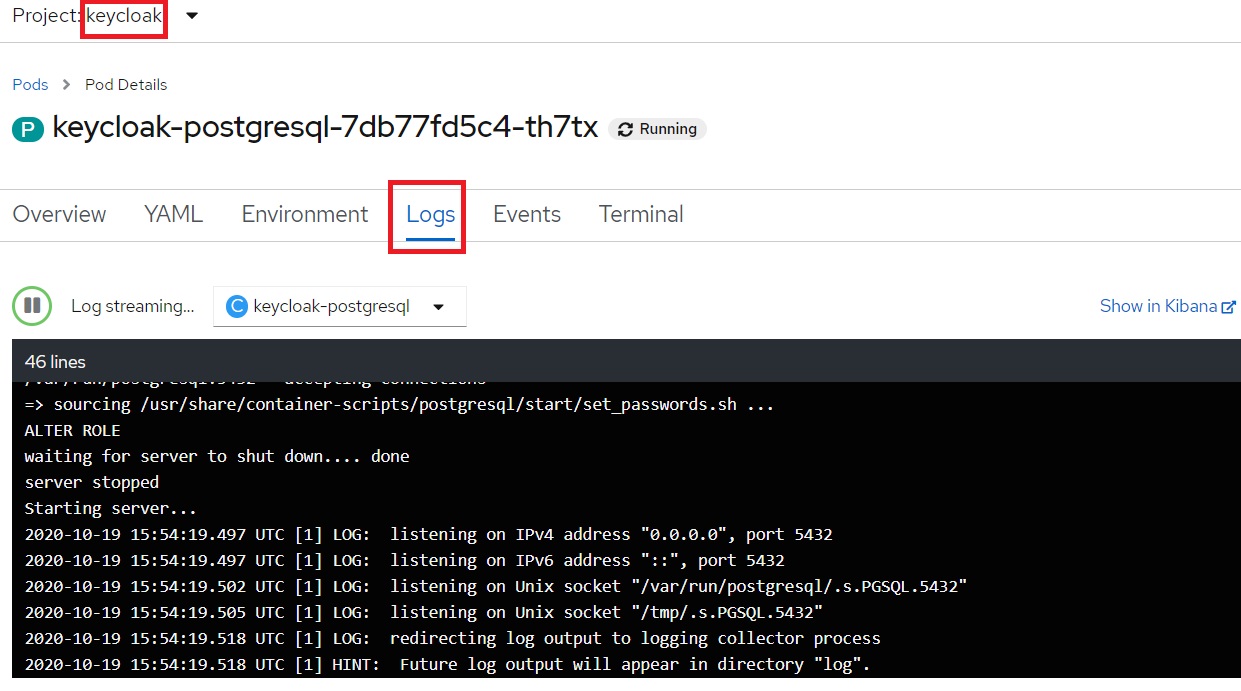 Project: keycloak
Pods > Pod Details
P keycloak-postgresql-7db77fd5c4-th7tx Running
Overview YAML Environment Logs Events Terminal
Log streaming... C keycloak-postgresql Show in Kibana
46 lines
/var/run/postgresql:5432 - accepting connections
=> sourcing /usr/share/container-scripts/postgresql/start/set_passwords.sh ...
ALTER ROLE
waiting for server to shut down.... done
server stopped
Starting server...
2020-10-19 15:54:19.497 UTC [1] LOG:  listening on IPv4 address "0.0.0.0", port 5432
2020-10-19 15:54:19.497 UTC [1] LOG:  listening on IPv6 address "::", port 5432
2020-10-19 15:54:19.502 UTC [1] LOG:  listening on Unix socket "/var/run/postgresql/.s.PGSQL.5432"
2020-10-19 15:54:19.505 UTC [1] LOG:  listening on Unix socket "/tmp/.s.PGSQL.5432"
2020-10-19 15:54:19.518 UTC [1] LOG:  redirecting log output to logging collector process
2020-10-19 15:54:19.518 UTC [1] HINT:  Future log output will appear in directory "log".